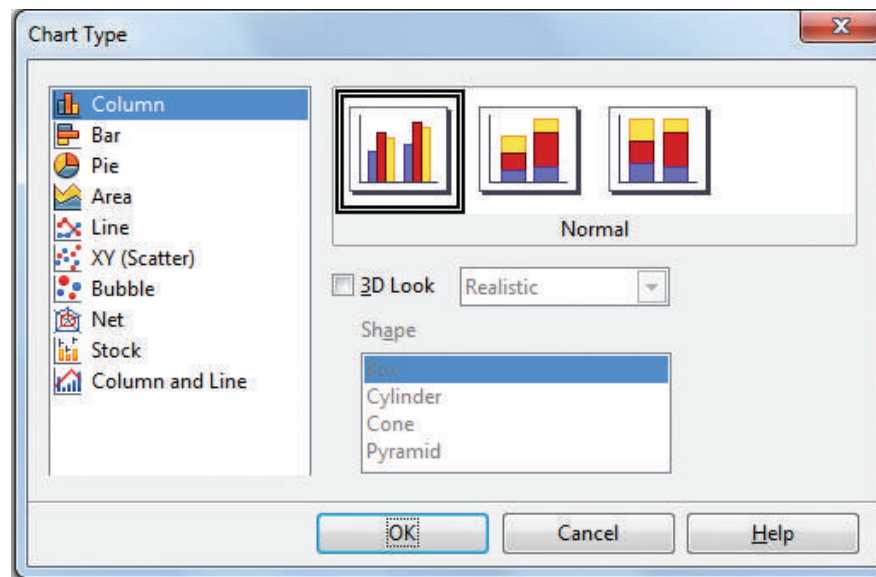 Chart Type
Column
Bar
Pie
Area
Line
XY (Scatter)
Bubble
Net
Stock
Column and Line
Normal
3D Look
Realistic
Shape
Box
Cylinder
Cone
Pyramid
OK
Cancel
Help